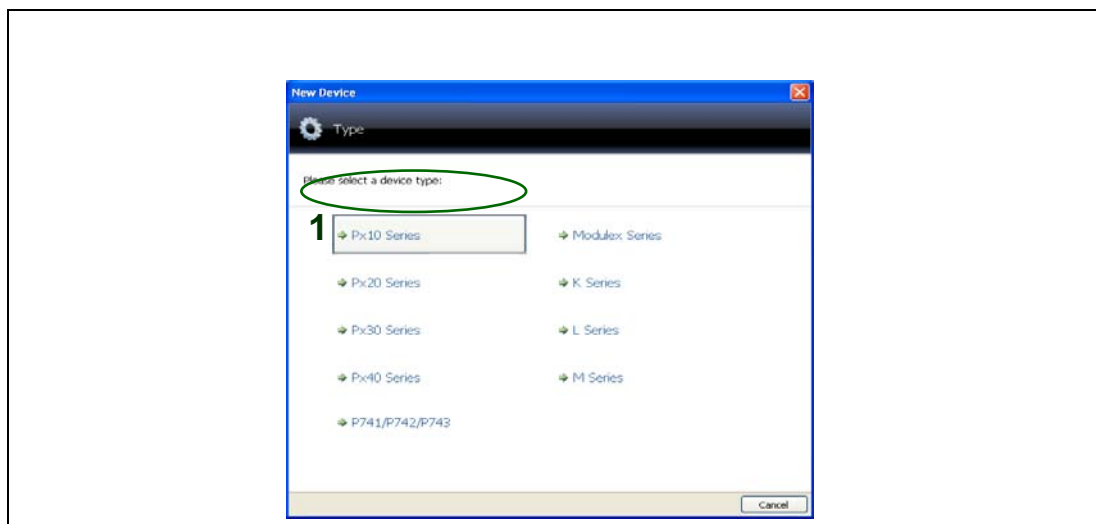 New Device
Type
Please select a device type:
1
Px10 Series
Modulex Series
Px20 Series
K Series
Px30 Series
L Series
Px40 Series
M Series
P741/P742/P743
Cancel